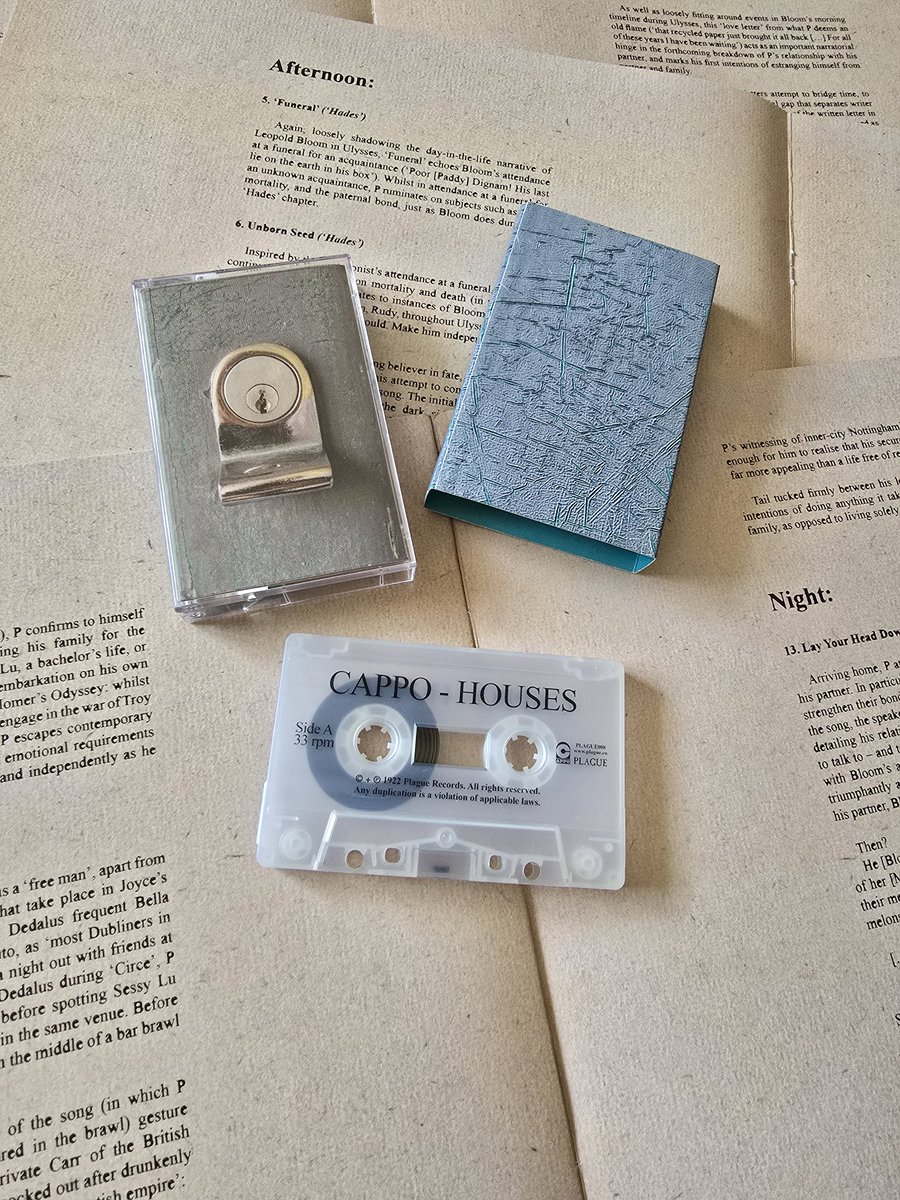 As well as loosely fitting around events in Bloom's morning
timeline during Ulysses, this 'love letter' from what P deems an
old flame ('that recycled paper just brought it all back [...] For all
of these years I have been waiting') acts as an important narratorial
hinge in the forthcoming breakdown of P's relationship with his
partner, and marks his first intentions of estranging himself from
partner and family.
attempt to bridge time, to
gap that separates writer
of the written letter in
as
Afternoon:
5. 'Funeral' ('Hades')
Again, loosely shadowing the day-in-the-life narrative of
Leopold Bloom in Ulysses, 'Funeral' echoes Bloom's attendance
at a funeral for an acquaintance ('Poor [Paddy] Dignam! His last
lie on the earth in his box'). Whilst in attendance at a funeral for
an unknown acquaintance, P ruminates on subjects such as
mortality, and the paternal bond, just as Bloom does
'Hades' chapter.
6. Unborn Seed ('Hades')
Inspired by attendance at a funeral
on mortality and death (in
to instances of Bloom
Rudy, throughout
Make him
believer in fate,
his attempt to
song. The initial
the dark
P's witnessing of inner-city Nottingham
enough for him to realise that his
far more appealing than a life free of
Tail tucked firmly between his
intentions of doing anything it
family, as opposed to living solely
Night:
13. Lay Your Head
Arriving home, P
his partner. In
strengthen their
the song, the
detailing his
to talk to – and
with Bloom's
triumphantly
his partner,
Then?
He
of her
their
P confirms to himself
his family for the
Lu, a bachelor's life, or
embarkation on his own
Homer's Odyssey: whilst
engage in the war of Troy
P escapes contemporary
emotional requirements
and independently as he
CAPPO - HOUSES
Side A
33 rpm
CAPPO
PLAGUE008
www.plague.co
PLAGUE
© + ℗ 1922 Plague Records. All rights reserved.
Any duplication is a violation of applicable laws.
a 'free man', apart from
that take place in Joyce's
Dedalus frequent Bella
as 'most Dubliners in
a night out with friends at
Dedalus during 'Circe', P
before spotting Sessy Lu
in the same venue. Before
the middle of a bar brawl
of the song (in which P
in the brawl) gesture
Carr of the British
out after drunkenly
empire':